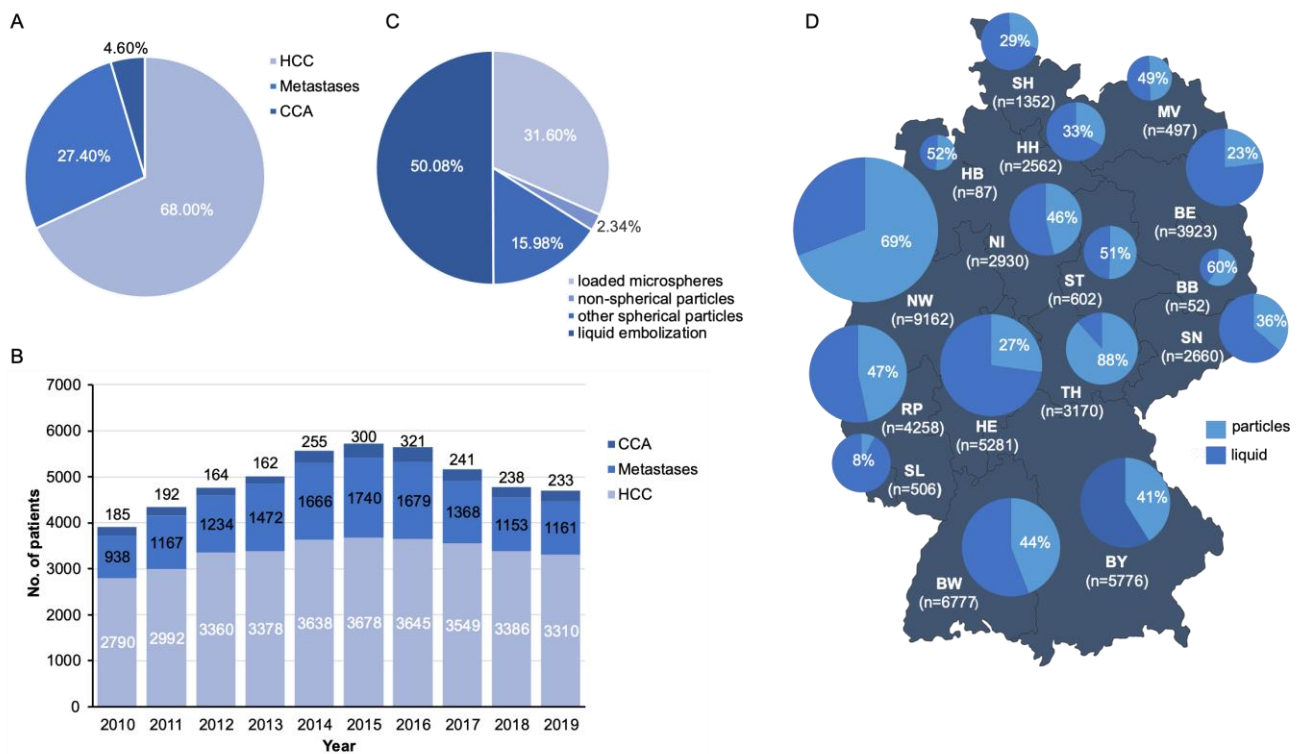 A
4.60%
27.40%
68.00%
HCC
Metastases
CCA
C
31.60%
50.08%
2.34%
15.98%
loaded microspheres
non-spherical particles
other spherical particles
liquid embolization
B
No. of patients
7000
6000
5000
4000
3000
2000
1000
0
185 192 164 162 255 300 321 241 238 233
938 1167 1234 1472 1666 1740 1679 1368 1153 1161
2790 2992 3360 3378 3638 3678 3645 3549 3386 3310
2010 2011 2012 2013 2014 2015 2016 2017 2018 2019
Year
CCA
Metastases
HCC
D
29%
SH
(n=1352)
49%
MV
(n=497)
33%
HH
(n=2562)
52%
HB
(n=87)
23%
BE
(n=3923)
69%
NW
(n=9162)
46%
NI
(n=2930)
51%
ST
(n=602)
60%
BB
(n=52)
36%
SN
(n=2660)
47%
RP
(n=4258)
27%
HE
(n=5281)
88%
TH
(n=3170)
8%
SL
(n=506)
44%
BW
(n=6777)
41%
BY
(n=5776)
particles
liquid